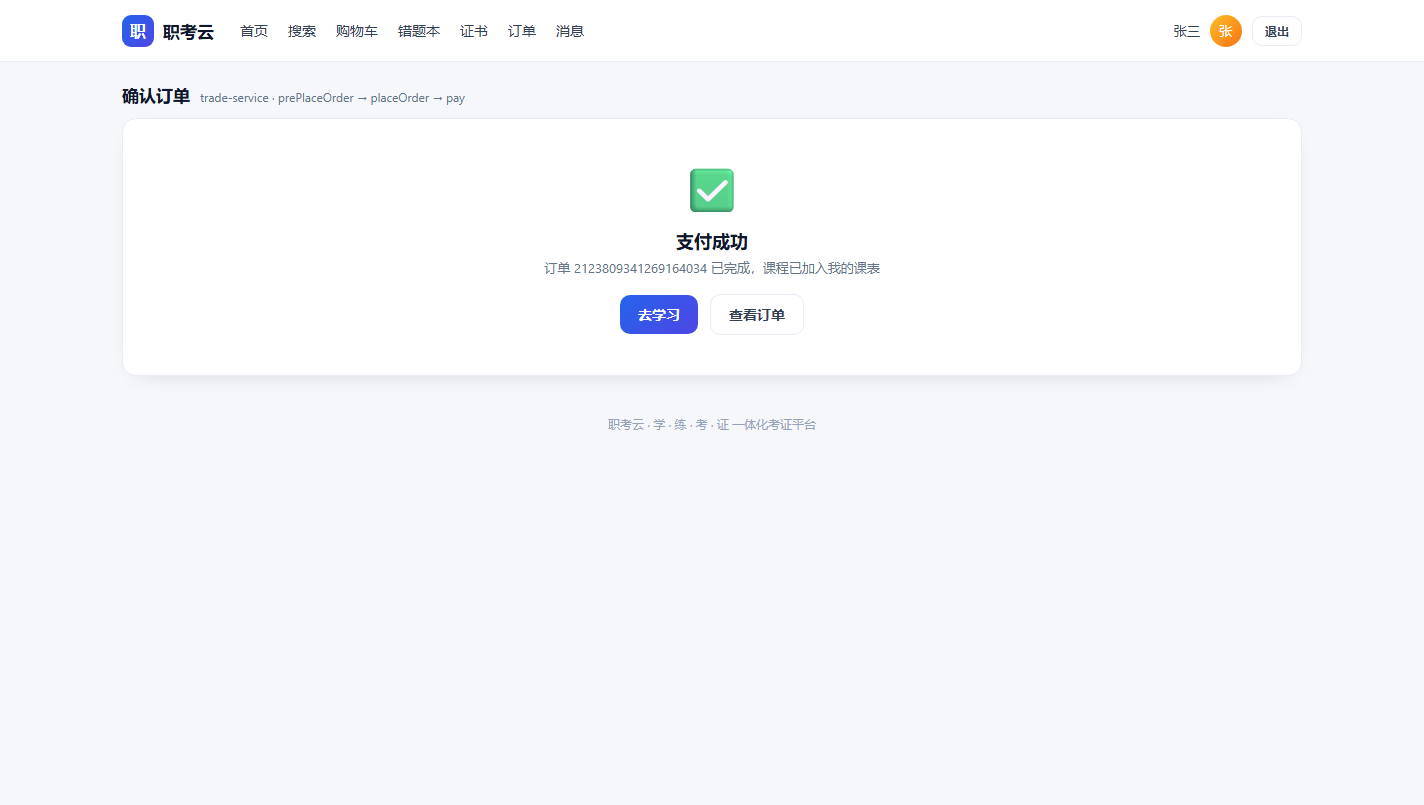 职 职考云 首页 搜索 购物车 错题本 证书 订单 消息 张三 张 退出
确认订单 trade-service · prePlaceOrder → placeOrder → pay
支付成功
订单 2123809341269164034 已完成，课程已加入我的课表
去学习 查看订单
职考云 · 学 · 练 · 考 · 证 一体化考证平台